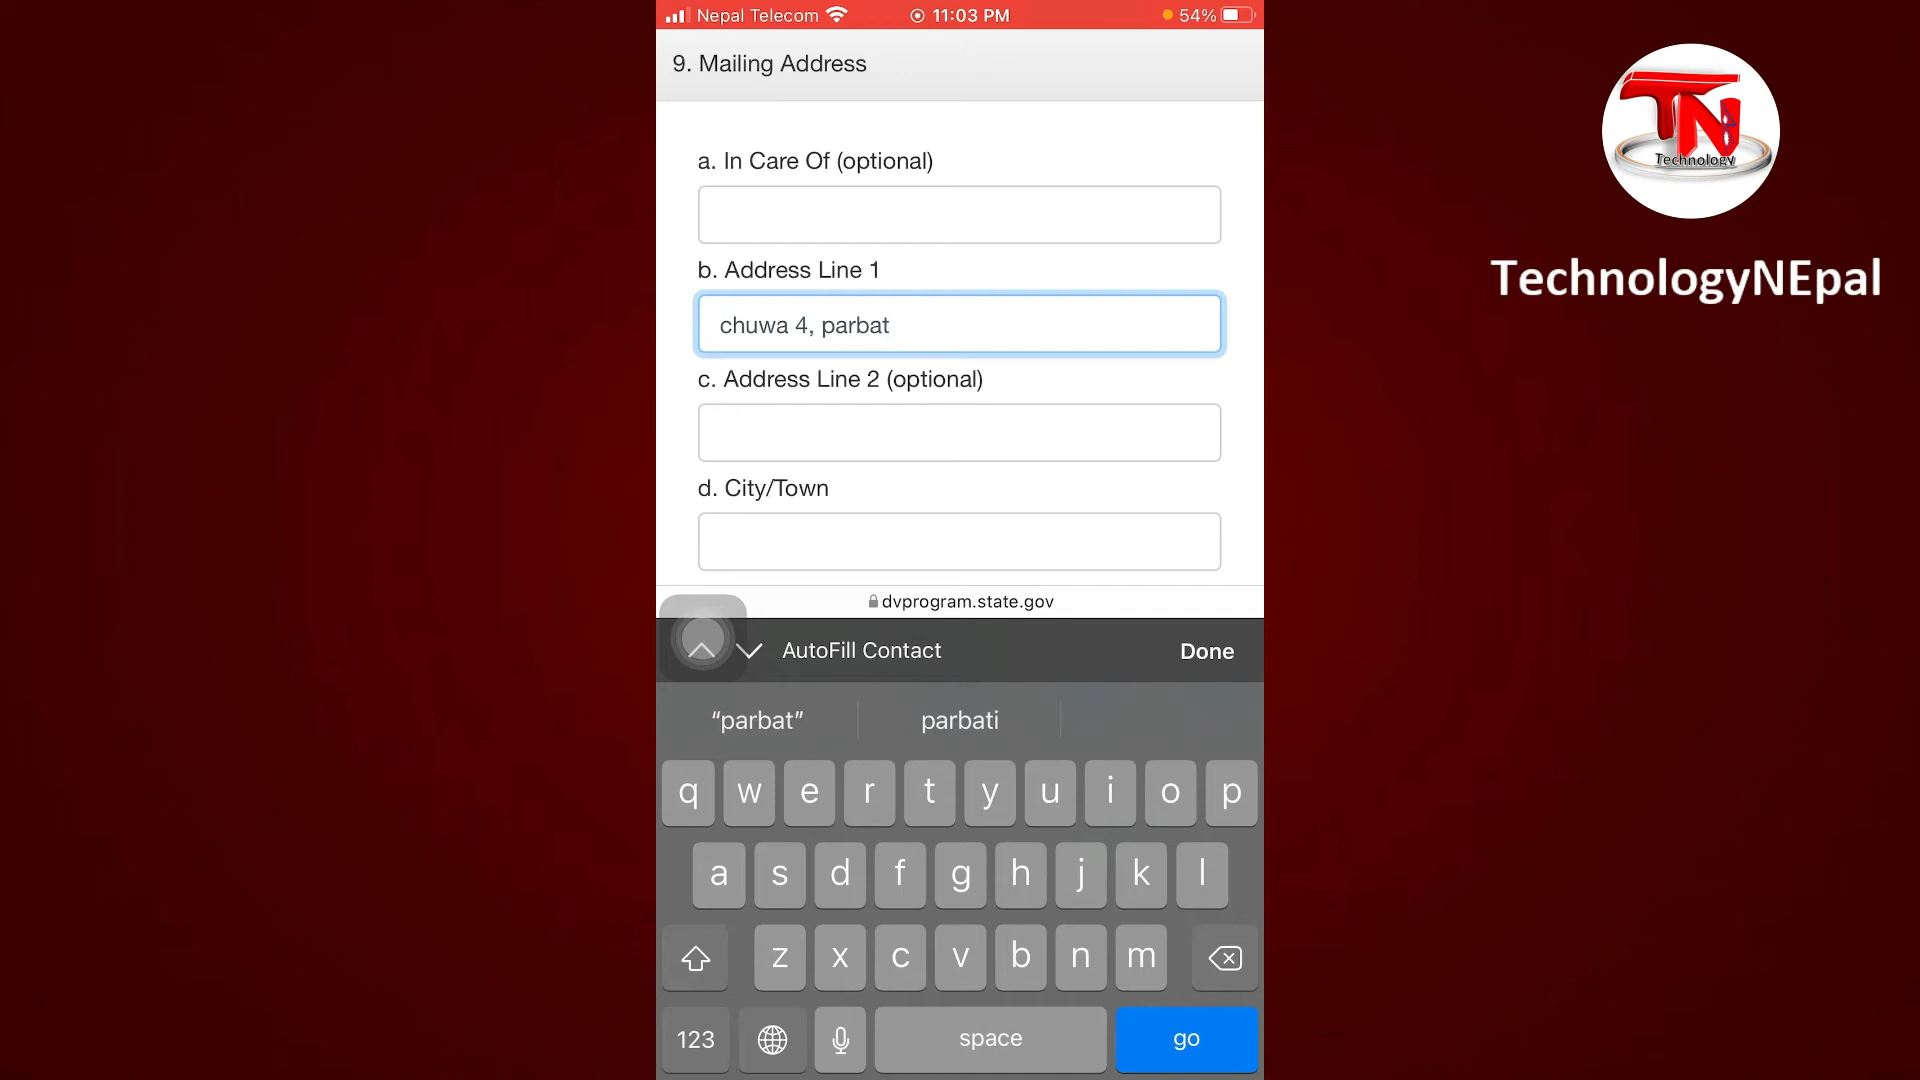 Nepal Telecom 11:03 PM 54%
9. Mailing Address
a. In Care Of (optional)
b. Address Line 1
chuwa 4, parbat
c. Address Line 2 (optional)
d. City/Town
dvprogram.state.gov
AutoFill Contact Done
“parbat” parbati
q w e r t y u i o p
a s d f g h j k l
z x c v b n m
123 space go
TN
Technology
TechnologyNEpal